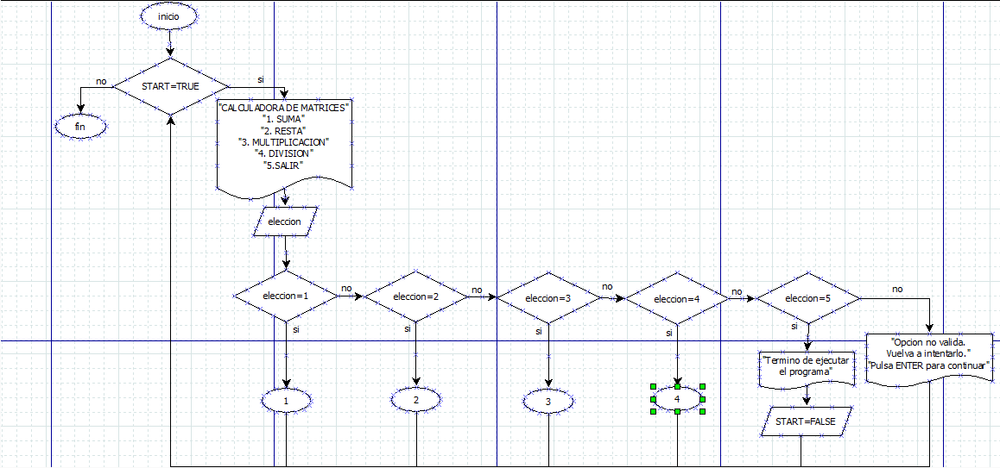 inicio
START=TRUE
no
si
fin
"CALCULADORA DE MATRICES"
"1. SUMA"
"2. RESTA"
"3. MULTIPLICACION"
"4. DIVISION"
"5.SALIR"
eleccion
eleccion=1
no
si
eleccion=2
no
si
eleccion=3
no
si
eleccion=4
no
si
eleccion=5
no
si
1
2
3
4
"Termino de ejecutar
el programa"
START=FALSE
"Opcion no valida.
Vuelva a intentarlo."
"Pulsa ENTER para continuar"